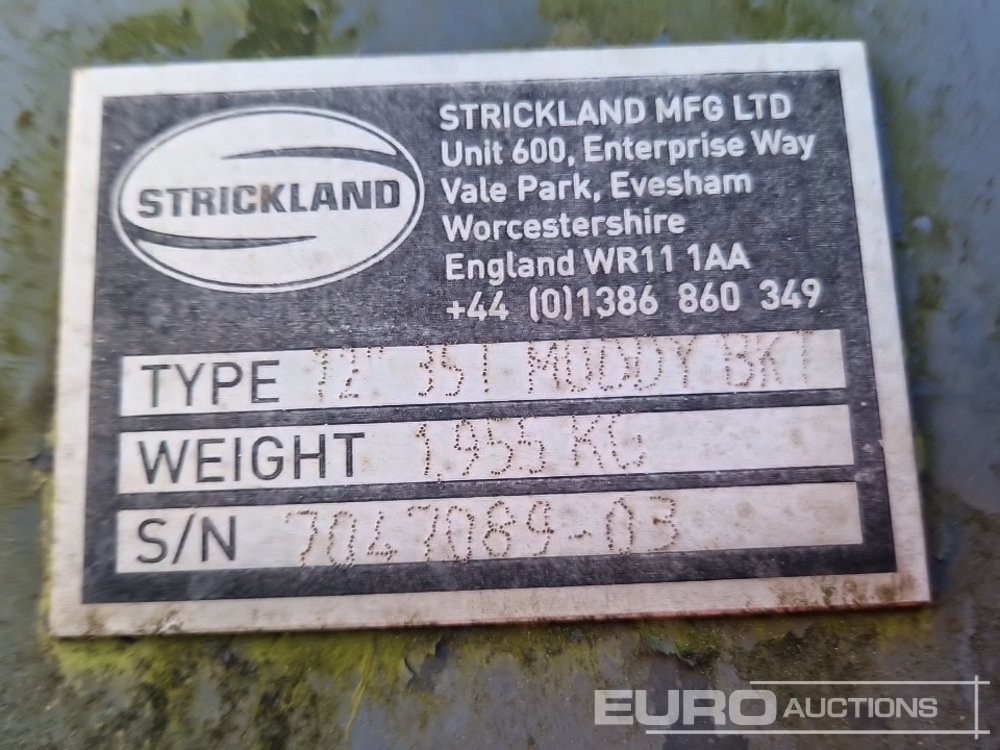 STRICKLAND
STRICKLAND MFG LTD
Unit 600, Enterprise Way
Vale Park, Evesham
Worcestershire
England WR11 1AA
+44 (0)1386 860 349
TYPE 72" 35T MUDDY BKT
WEIGHT 1,955 KG
S/N 7047089-03
EURO AUCTIONS